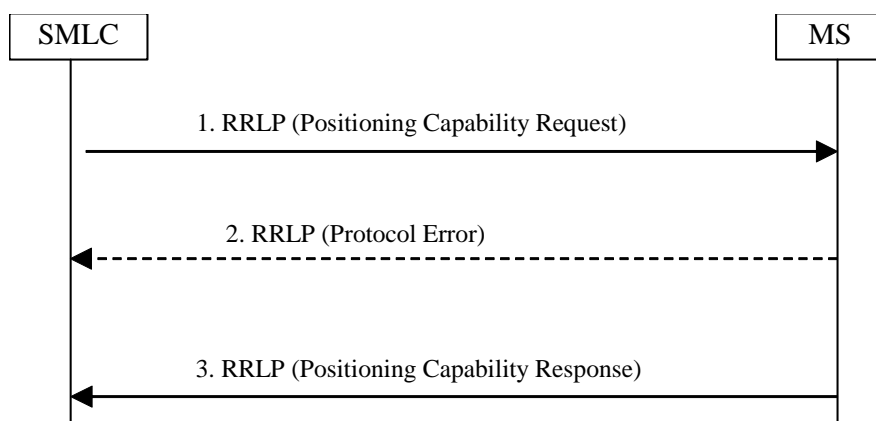 SMLC
MS
1. RRLP (Positioning Capability Request)
2. RRLP (Protocol Error)
3. RRLP (Positioning Capability Response)